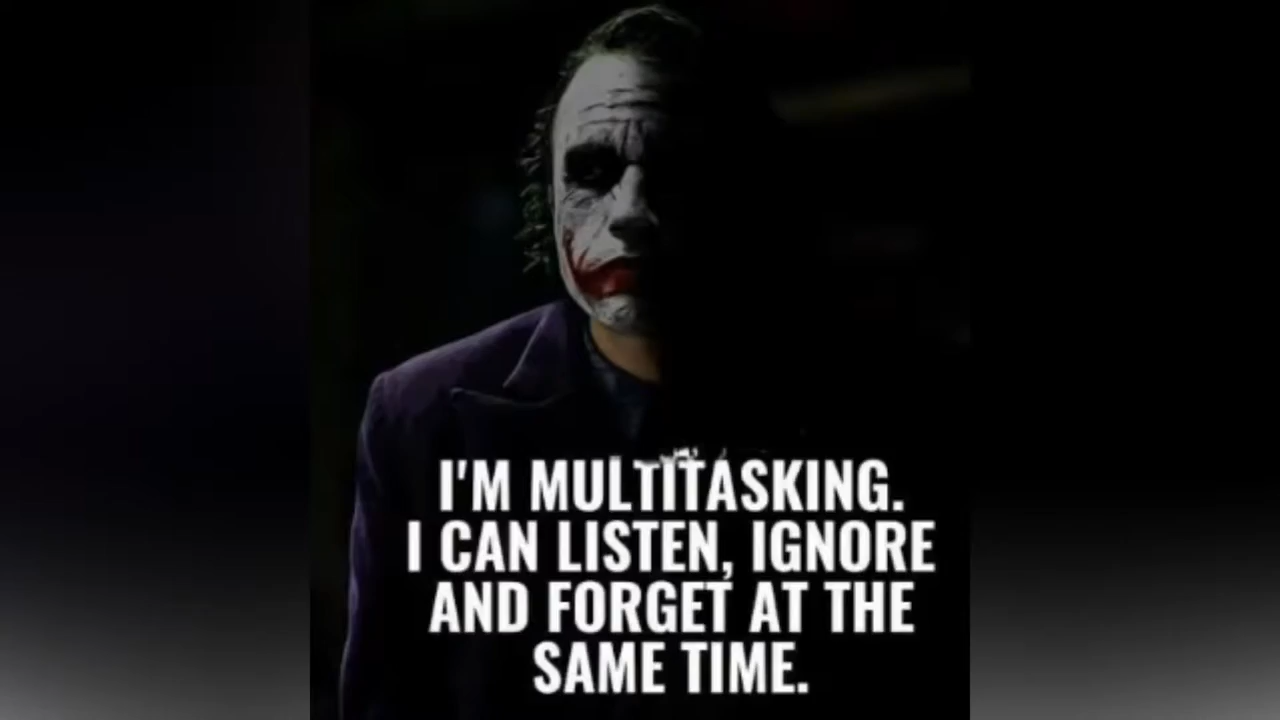 I'M MULTITASKING.
I CAN LISTEN, IGNORE
AND FORGET AT THE
SAME TIME.